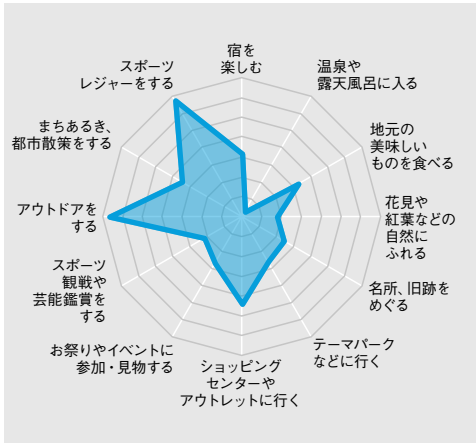 宿を
楽しむ
温泉や
露天風呂に入る
地元の
美味しい
ものを食べる
花見や
紅葉などの
自然に
ふれる
名所、旧跡を
めぐる
テーマパーク
などに行く
ショッピング
センターや
アウトレットに行く
お祭りやイベントに
参加・見物する
スポーツ
観戦や
芸能鑑賞を
する
アウトドアを
する
まちあるき、
都市散策をする
スポーツ
レジャーをする